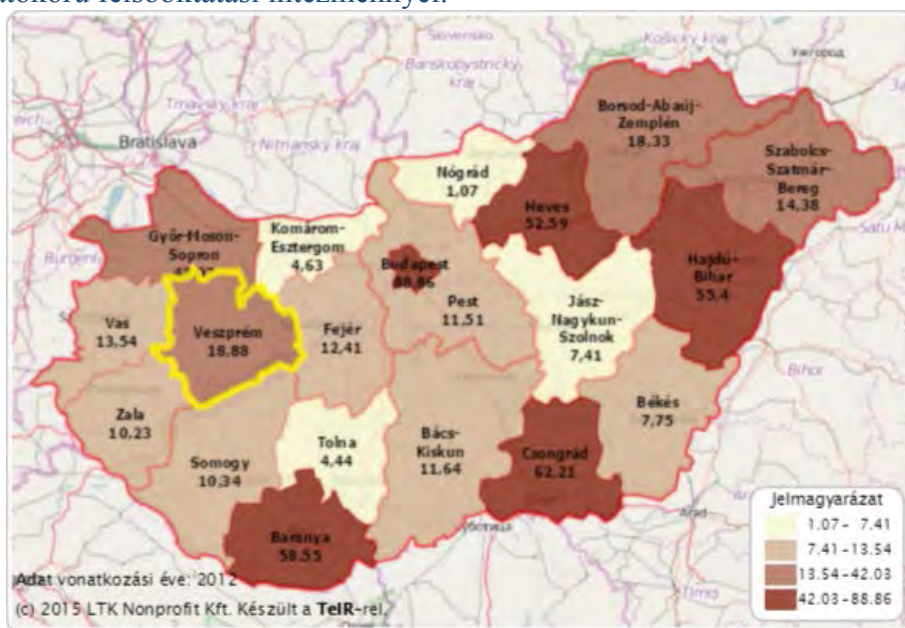 Košický kraj
Slovensko
Banskobystrický
kraj
Ужгород
Trnavský kraj
Nitriansky kraj
Bratislava
Borsod-Abaúj-
Zemplén
18,33
Szabolcs-
Szatmár-
Bereg
14,38
Nógrád
1,07
Heves
52,59
Győr-Moson-
Sopron
Komárom-
Esztergom
4,63
Budapest
88,86
Hajdú-
Bihar
55,4
Pest
11,51
Jász-
Nagykun-
Szolnok
7,41
Vas
13,54
Veszprém
18,88
Fejér
12,41
Satu M
Bihor
Zala
10,23
Somogy
10,34
Tolna
4,44
Bács-
Kiskun
11,64
Csongrád
62,21
Békés
7,75
Baranya
58,55
Arad
Timiș
Jelmagyarázat
1.07 - 7.41
7.41 -13.54
13.54 -42.03
42.03 -88.86
Adat vonatkozási éve: 2012
(c) 2015 LTK Nonprofit Kft. Készült a TeIR-rel.